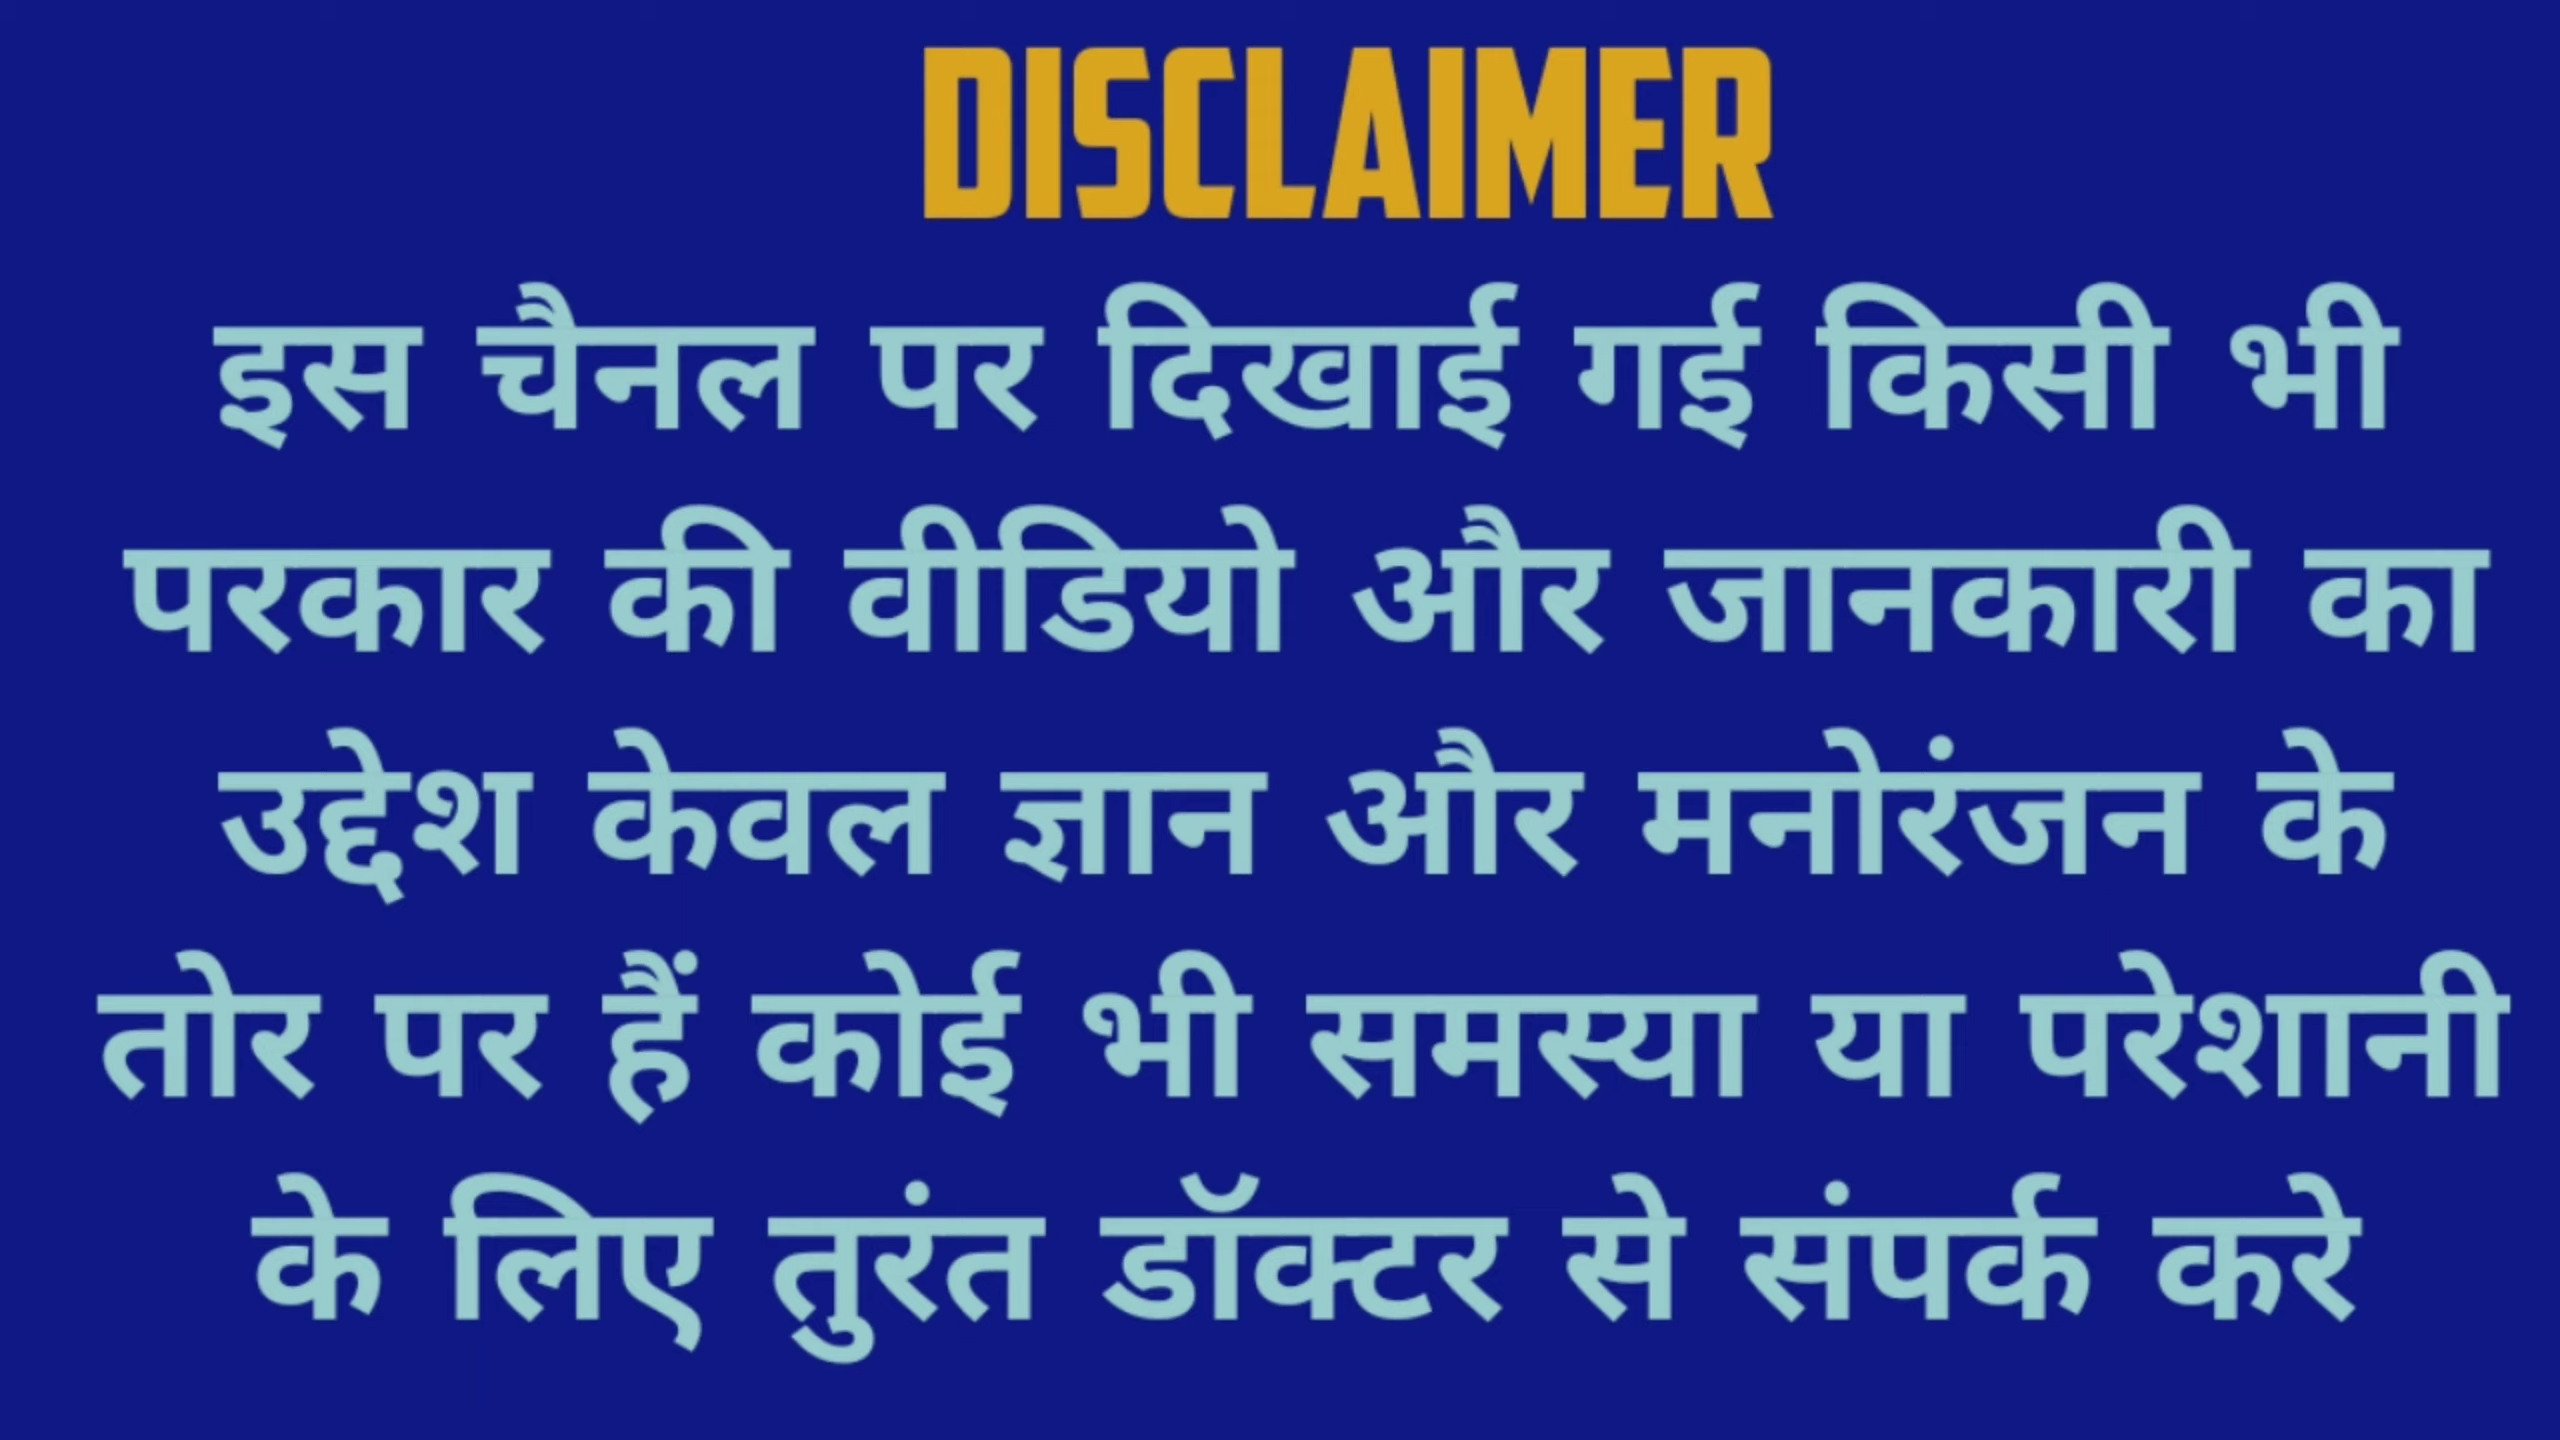 DISCLAIMER
इस चैनल पर दिखाई गई किसी भी
परकार की वीडियो और जानकारी का
उद्देश केवल ज्ञान और मनोरंजन के
तोर पर हैं कोई भी समस्या या परेशानी
के लिए तुरंत डॉक्टर से संपर्क करे